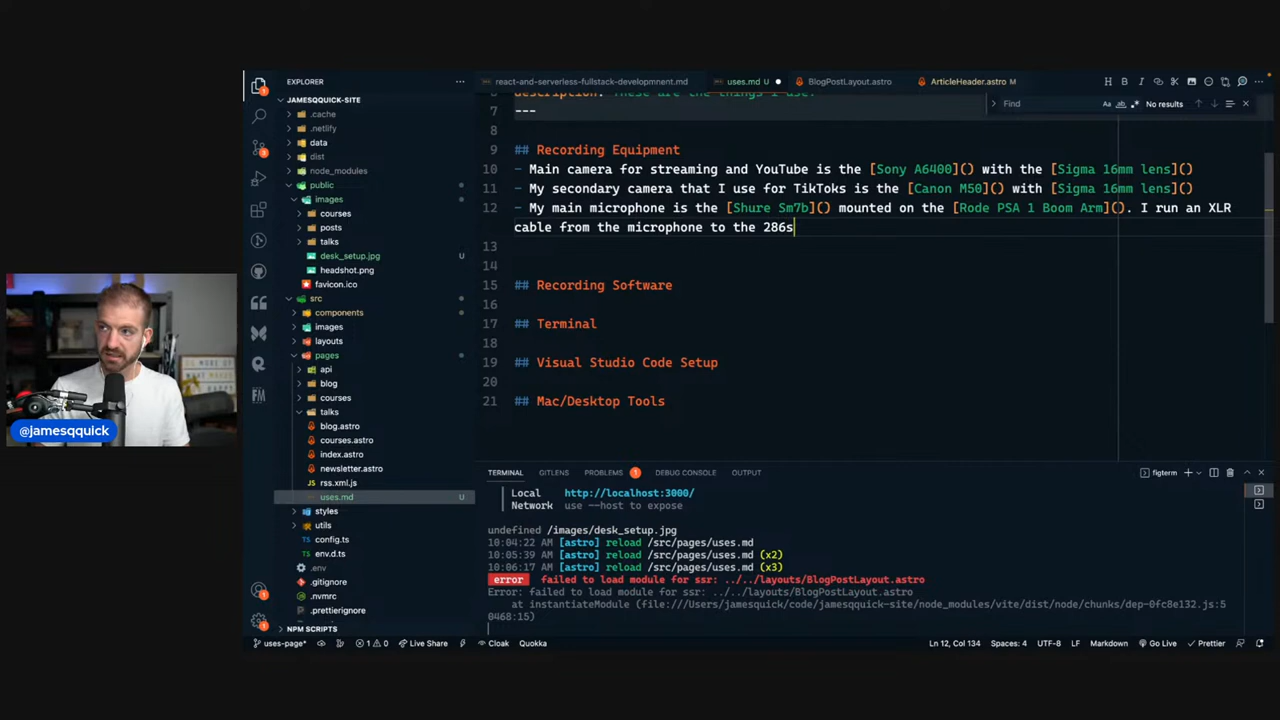 EXPLORER
...
JAMESQQUICK-SITE
.cache
.netlify
data
dist
node_modules
public
images
courses
posts
talks
desk_setup.jpg U
headshot.png
favicon.ico
src
components
images
layouts
pages
api
blog
courses
talks
blog.astro
courses.astro
index.astro
newsletter.astro
rss.xml.js
uses.md U
styles
utils
config.ts
env.d.ts
.env
.gitignore
.nvmrc
.prettierignore
NPM SCRIPTS
react-and-serverless-fullstack-developmnent.md
uses.md U
BlogPostLayout.astro
ArticleHeader.astro M
Find
No results
description: These are the things I use!
7 ---
8
9 ## Recording Equipment
10 - Main camera for streaming and YouTube is the [Sony A6400]() with the [Sigma 16mm lens]()
11 - My secondary camera that I use for TikToks is the [Canon M50]() with [Sigma 16mm lens]()
12 - My main microphone is the [Shure Sm7b]() mounted on the [Rode PSA 1 Boom Arm](). I run an XLR
cable from the microphone to the 286s
13
14
15 ## Recording Software
16
17 ## Terminal
18
19 ## Visual Studio Code Setup
20
21 ## Mac/Desktop Tools
TERMINAL GITLENS PROBLEMS 1 DEBUG CONSOLE OUTPUT
figterm
Local http://localhost:3000/
Network use --host to expose
undefined /images/desk_setup.jpg
10:04:22 AM [astro] reload /src/pages/uses.md
10:05:39 AM [astro] reload /src/pages/uses.md (x2)
10:06:17 AM [astro] reload /src/pages/uses.md (x3)
error failed to load module for ssr: ../../layouts/BlogPostLayout.astro
Error: failed to load module for ssr: ../../layouts/BlogPostLayout.astro
at instantiateModule (file:///Users/jamesquick/code/jamesqquick-site/node_modules/vite/dist/node/chunks/dep-0fc8e132.js:5
0468:15)
@jamesqquick
uses-page* 1 0 Live Share Cloak Quokka Ln 12, Col 134 Spaces: 4 UTF-8 LF Markdown Go Live Prettier